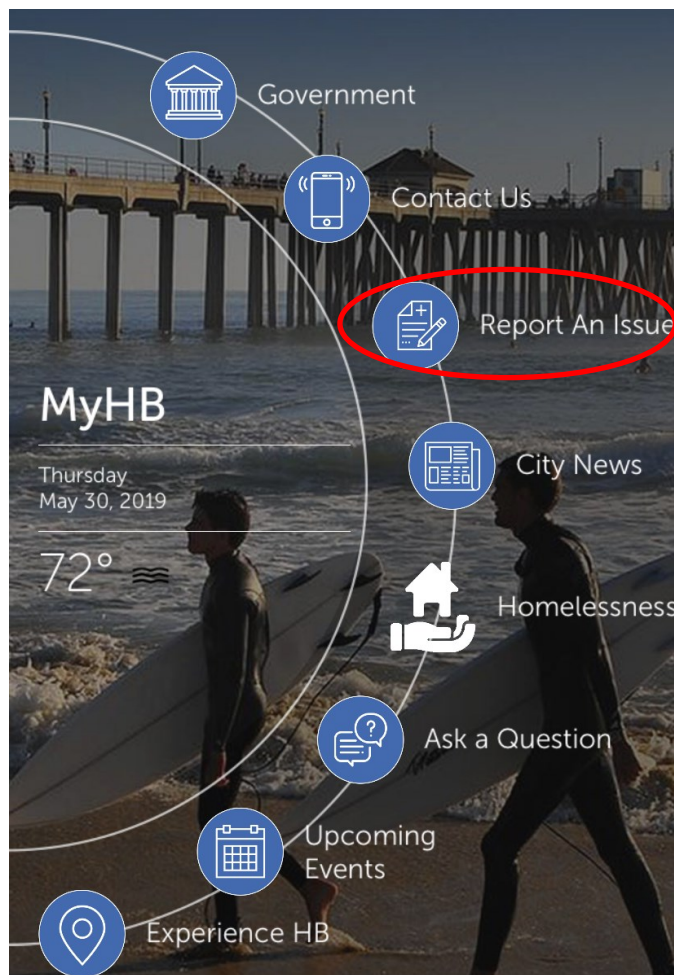 Government
Contact Us
Report An Issue
MyHB
City News
Thursday
May 30, 2019
72°
Homelessness
Ask a Question
Upcoming
Events
Experience HB